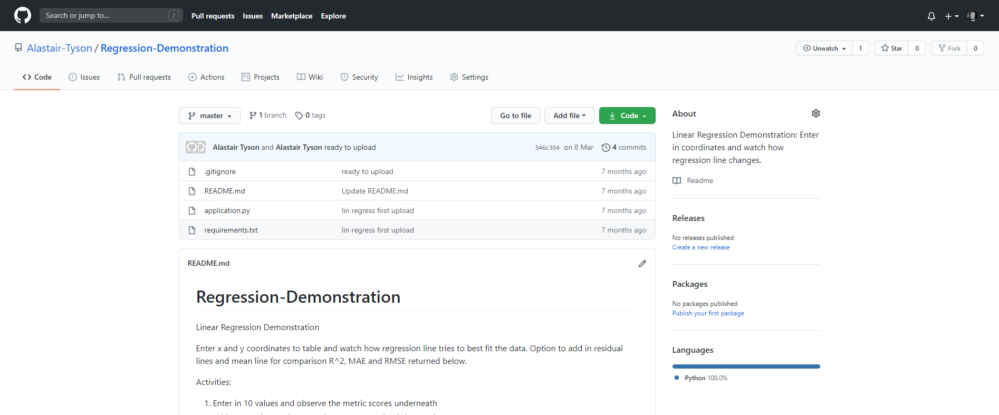 Search or jump to... /
Pull requests Issues Marketplace Explore
Alastair-Tyson / Regression-Demonstration
Unwatch 1 Star 0 Fork 0
Code Issues Pull requests Actions Projects Wiki Security Insights Settings
master 1 branch 0 tags
Go to file Add file Code
Alastair Tyson and Alastair Tyson ready to upload 546c354 on 8 Mar 4 commits
.gitignore ready to upload 7 months ago
README.md Update README.md 7 months ago
application.py lin regress first upload 7 months ago
requirements.txt lin regress first upload 7 months ago
README.md
Regression-Demonstration
Linear Regression Demonstration
Enter x and y coordinates to table and watch how regression line tries to best fit the data. Option to add in residual
lines and mean line for comparison R^2, MAE and RMSE returned below.
Activities:
1. Enter in 10 values and observe the metric scores underneath
About
Linear Regression Demonstration: Enter
in coordinates and watch how
regression line changes.
Readme
Releases
No releases published
Create a new release
Packages
No packages published
Publish your first package
Languages
Python 100.0%